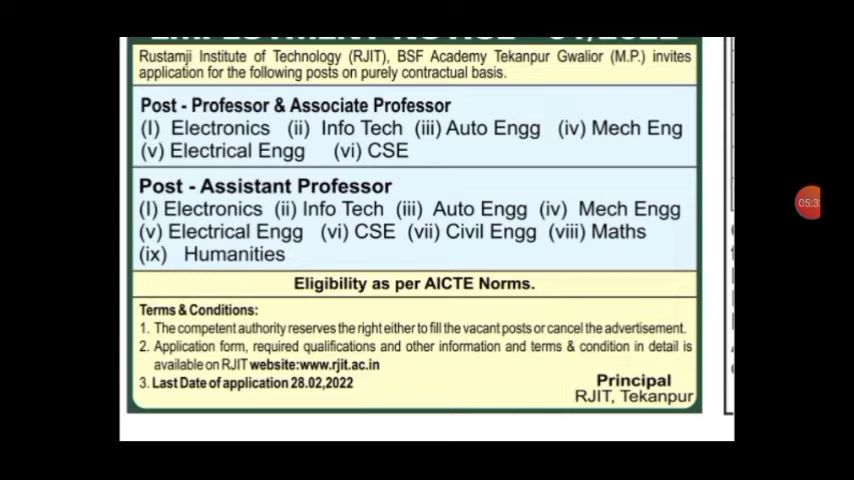 EMPLOYMENT NOTICE - 01/2022
Rustamji Institute of Technology (RJIT), BSF Academy Tekanpur Gwalior (M.P.) invites
application for the following posts on purely contractual basis.
Post - Professor & Associate Professor
(I) Electronics (ii) Info Tech (iii) Auto Engg (iv) Mech Eng
(v) Electrical Engg (vi) CSE
Post - Assistant Professor
(I) Electronics (ii) Info Tech (iii) Auto Engg (iv) Mech Engg
(v) Electrical Engg (vi) CSE (vii) Civil Engg (viii) Maths
(ix) Humanities
Eligibility as per AICTE Norms.
Terms & Conditions:
1. The competent authority reserves the right either to fill the vacant posts or cancel the advertisement.
2. Application form, required qualifications and other information and terms & condition in detail is
available on RJIT website:www.rjit.ac.in
3. Last Date of application 28.02,2022
Principal
RJIT, Tekanpur